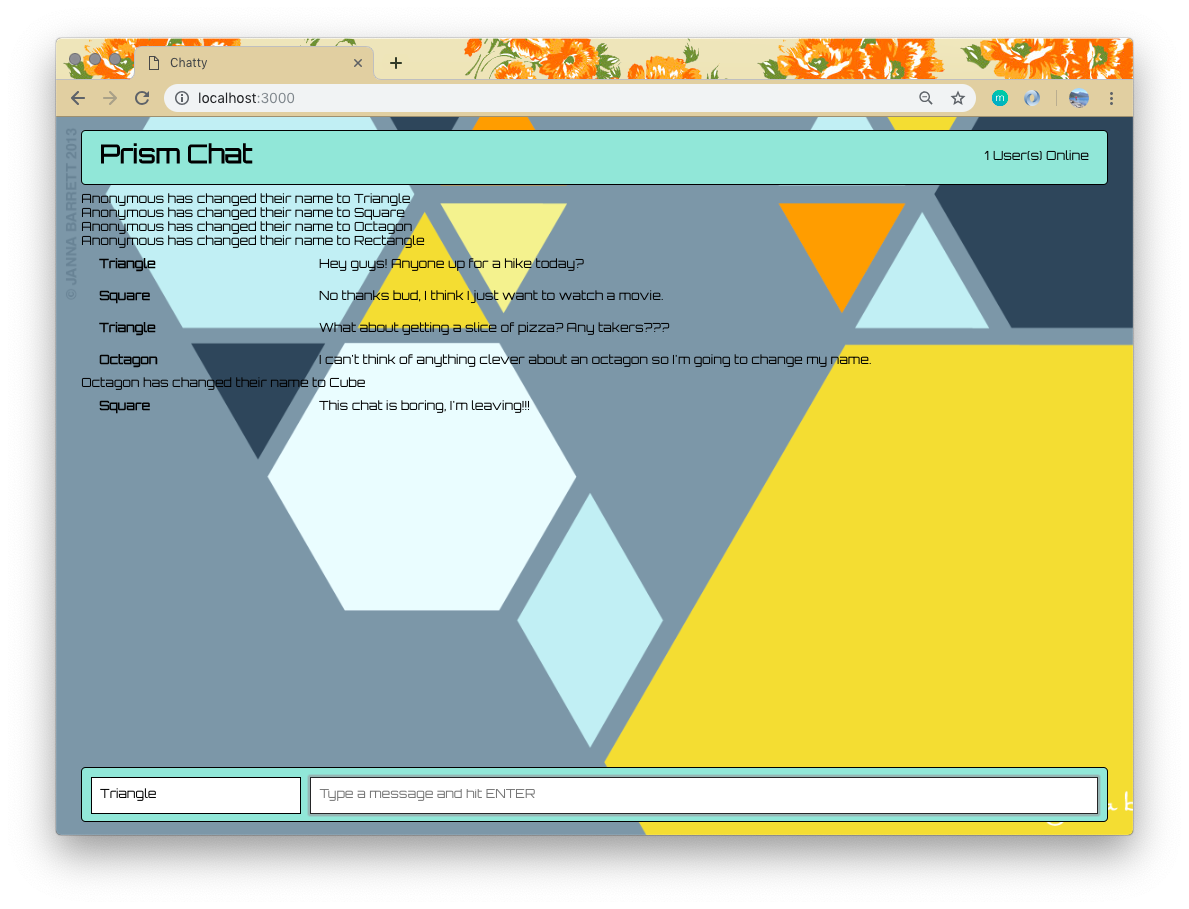 Chatty
localhost:3000
m
© JANNA BARRETT 2013
Prism Chat
1 User(s) Online
Anonymous has changed their name to Triangle
Anonymous has changed their name to Square
Anonymous has changed their name to Octagon
Anonymous has changed their name to Rectangle
Triangle Hey guys! Anyone up for a hike today?
Square No thanks bud, I think I just want to watch a movie.
Triangle What about getting a slice of pizza? Any takers???
Octagon I can't think of anything clever about an octagon so I'm going to change my name.
Octagon has changed their name to Cube
Square This chat is boring, I'm leaving!!!
Triangle Type a message and hit ENTER